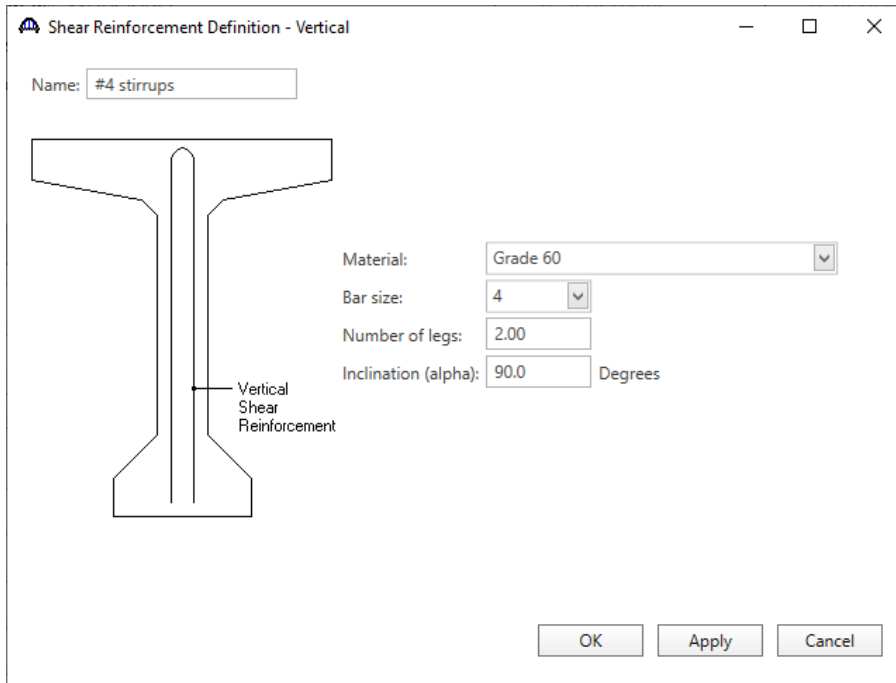 Shear Reinforcement Definition - Vertical
Name: #4 stirrups
Material: Grade 60
Bar size: 4
Number of legs: 2.00
Inclination (alpha): 90.0 Degrees
Vertical
Shear
Reinforcement
OK Apply Cancel